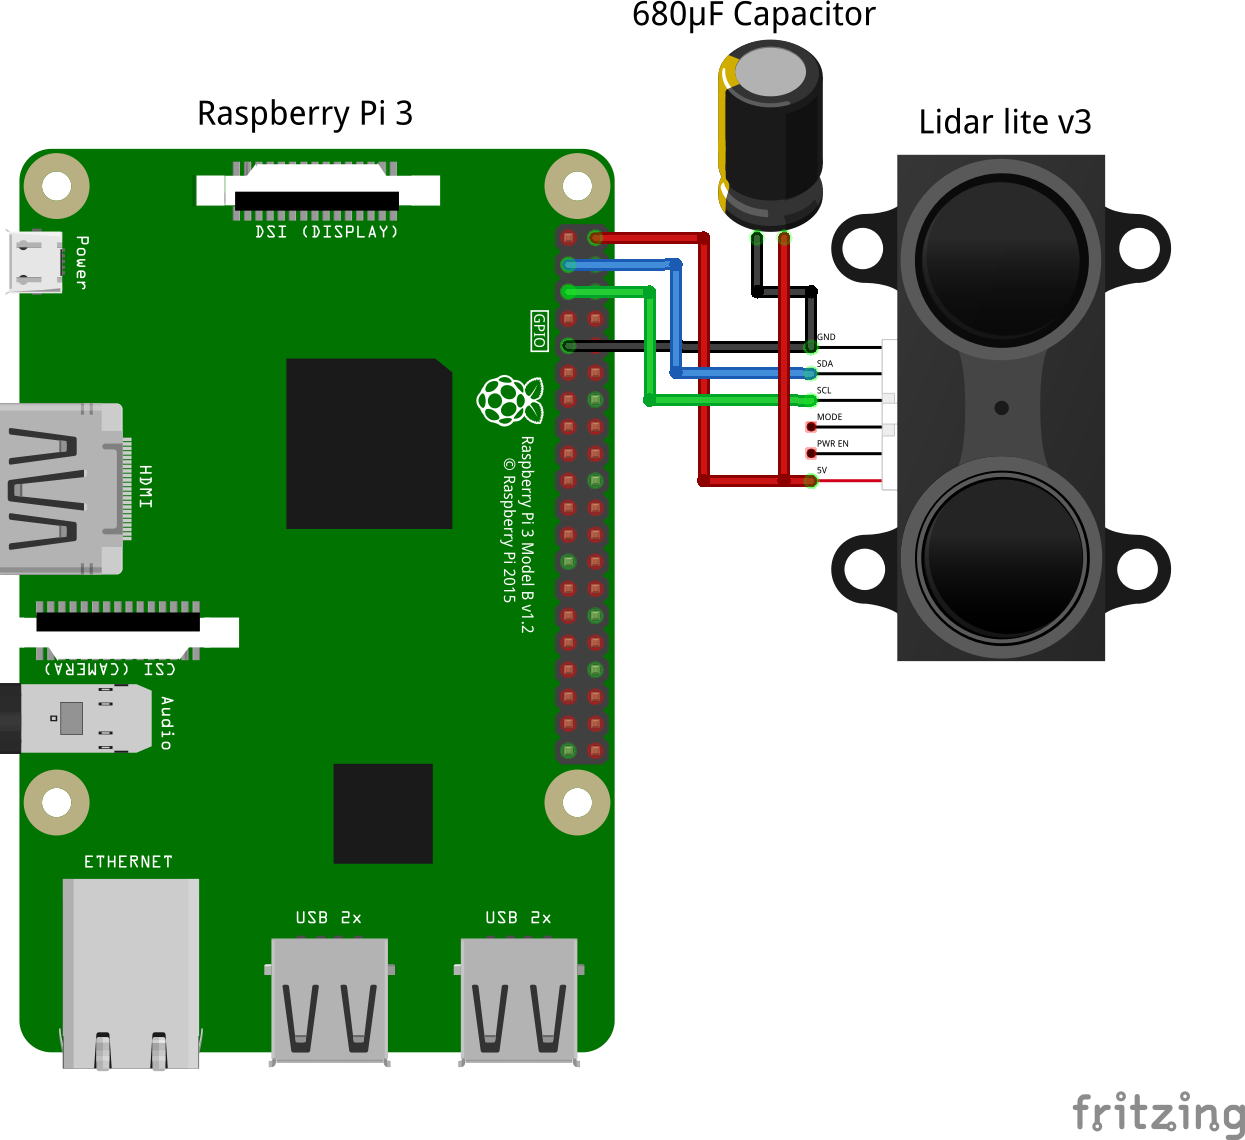 680µF Capacitor
Raspberry Pi 3
Lidar lite v3
DSI (DISPLAY)
Power
GPIO
GND
SDA
SCL
MODE
PWR EN
5V
Raspberry Pi 3 Model B v1.2
© Raspberry Pi 2015
HDMI
CSI (CAMERA)
Audio
ETHERNET
USB 2x
USB 2x
fritzing